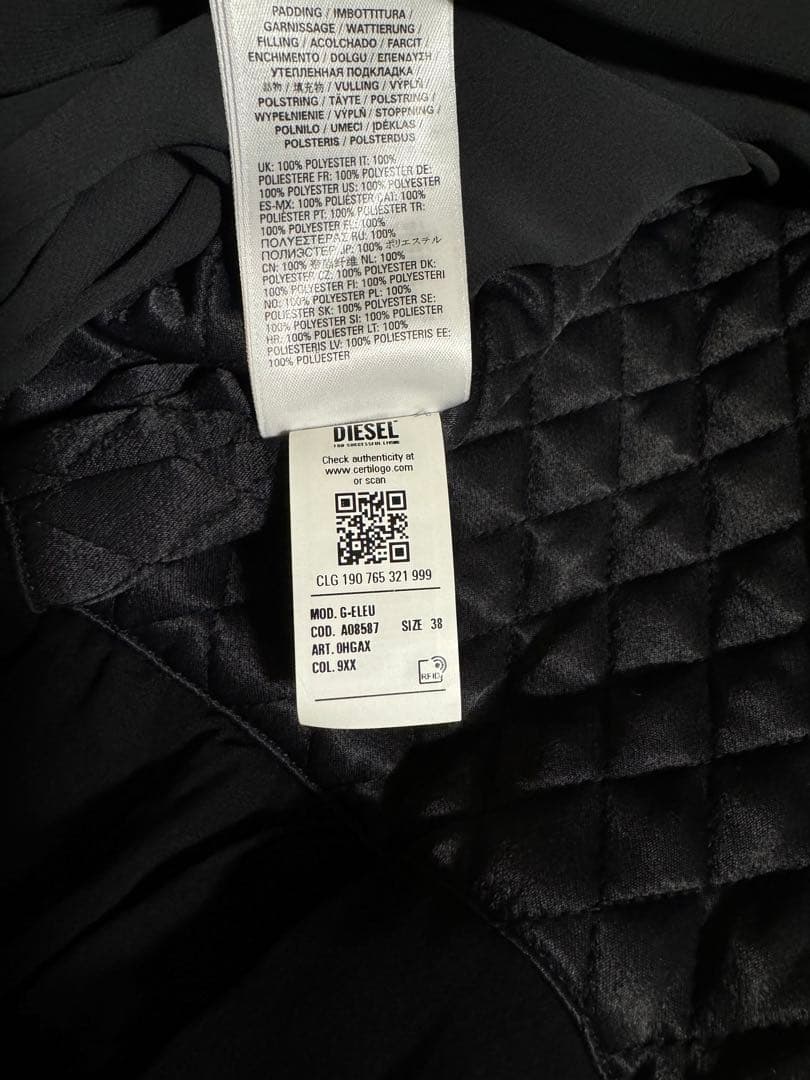 PADDING / IMBOTTITURA /
GARNISSAGE / WATTIERUNG /
FILLING / ACOLCHADO / FARCIT
ENCHIMENTO / DOLGU / ΕΠΕΝΔΥΣΗ
УТЕПЛЕННАЯ ПОДКЛАДКА
/ 填充物 / VULLING / VÝPLŇ
POLSTRING / TÄYTE / POLSTRING /
WYPEŁNIENIE / VÝPLŇ / STOPPNING /
POLNILO / UMECI / ĮDĖKLAS /
POLSTERIS / POLSTERDUS
UK: 100% POLYESTER IT: 100%
POLIESTERE FR: 100% POLYESTER DE:
100% POLYESTER US: 100% POLYESTER
ES-MX: 100% POLIÉSTER CAT: 100%
POLIÈSTER PT: 100% POLIÉSTER TR:
100% POLYESTER EL: 100%
ΠΟΛΥΕΣΤΕΡΑΣ RU: 100%
ПОЛИЭСТЕР JP: 100% ポリエステル
CN: 100% 聚酯纤维 NL: 100%
POLYESTER CZ: 100% POLYESTER DK:
100% POLYESTER FI: 100% POLYESTERI
NO: 100% POLYESTER PL: 100%
POLIESTER SK: 100% POLYESTER SE:
100% POLYESTER SI: 100% POLIESTER
HR: 100% POLIESTER LT: 100%
POLIESTERIS LV: 100% POLIESTERIS EE:
100% POLÜESTER
DIESEL
FOR SUCCESSFUL LIVING
Check authenticity at
www.certilogo.com
or scan
CLG 190 765 321 999
MOD. G-ELEU
COD. A08587 SIZE 38
ART. 0HGAX
COL. 9XX
RFID